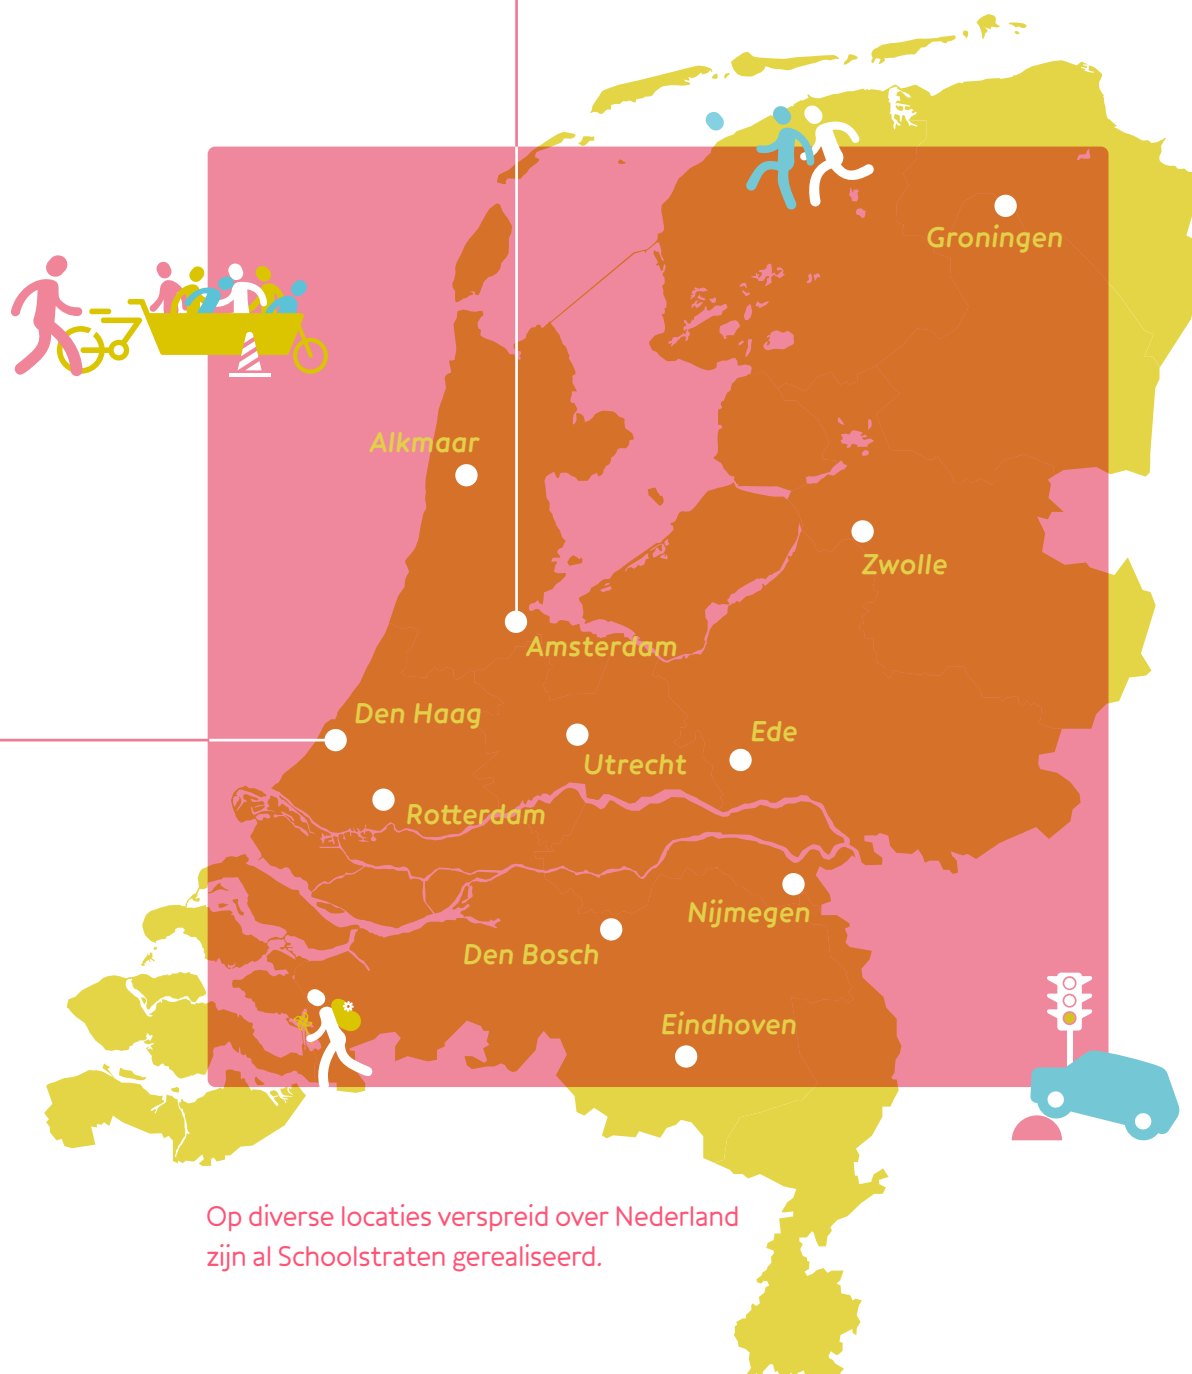 Groningen
Alkmaar
Zwolle
Amsterdam
Den Haag
Ede
Utrecht
Rotterdam
Nijmegen
Den Bosch
Eindhoven
Op diverse locaties verspreid over Nederland
zijn al Schoolstraten gerealiseerd.